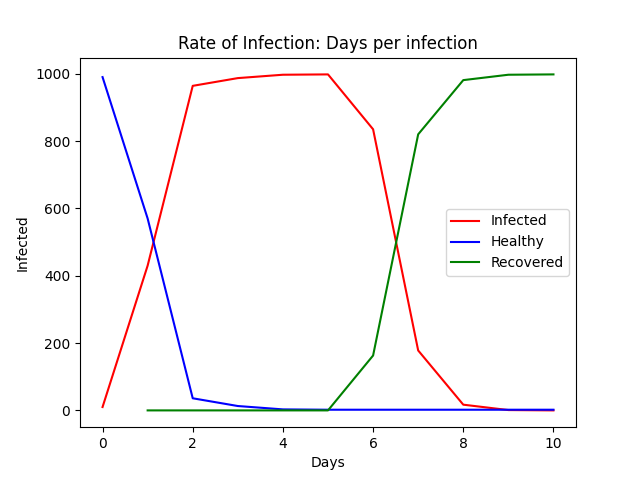 Rate of Infection: Days per infection
1000
800
600
400
200
0
Infected
Infected
Healthy
Recovered
0 2 4 6 8 10
Days